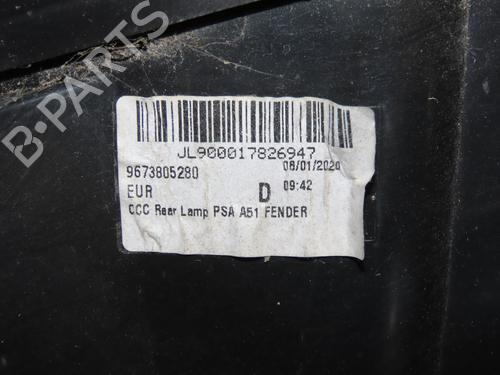 B-PARTS
JL900017826947
9673805280 08/01/2020
EUR D 09:42
CCC Rear Lamp PSA A51 FENDER